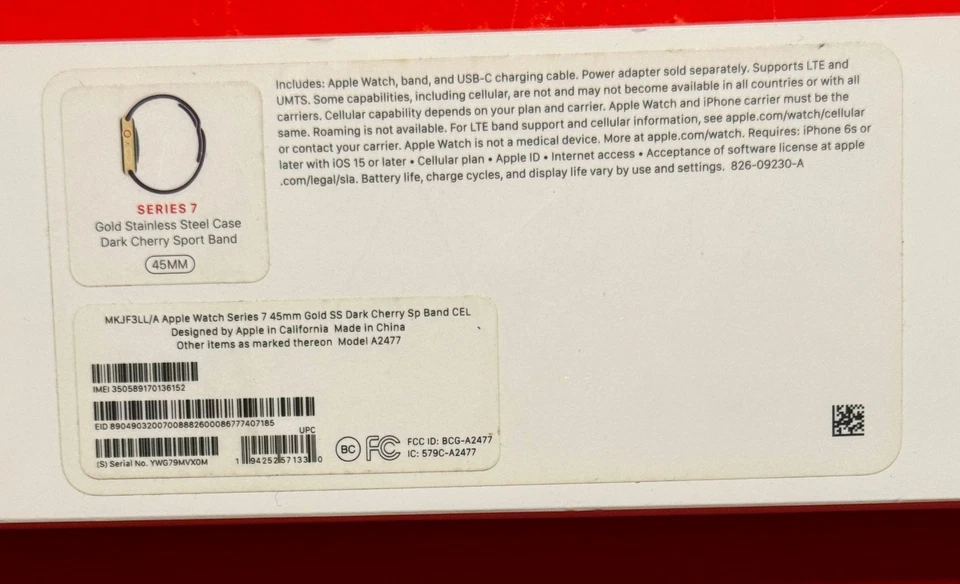 Includes: Apple Watch, band, and USB-C charging cable. Power adapter sold separately. Supports LTE and
UMTS. Some capabilities, including cellular, are not and may not become available in all countries or with all
carriers. Cellular capability depends on your plan and carrier. Apple Watch and iPhone carrier must be the
same. Roaming is not available. For LTE band support and cellular information, see apple.com/watch/cellular
or contact your carrier. Apple Watch is not a medical device. More at apple.com/watch. Requires: iPhone 6s or
later with iOS 15 or later • Cellular plan • Apple ID • Internet access • Acceptance of software license at apple
.com/legal/sla. Battery life, charge cycles, and display life vary by use and settings. 826-09230-A
SERIES 7
Gold Stainless Steel Case
Dark Cherry Sport Band
45MM
MKJF3LL/A Apple Watch Series 7 45mm Gold SS Dark Cherry Sp Band CEL
Designed by Apple in California Made in China
Other items as marked thereon Model A2477
IMEI 350589170136152
EID 89049032007008882600086777407185
UPC
(S) Serial No. YWG79MVX0M
1 94252 57133 0
BC FC
FCC ID: BCG-A2477
IC: 579C-A2477